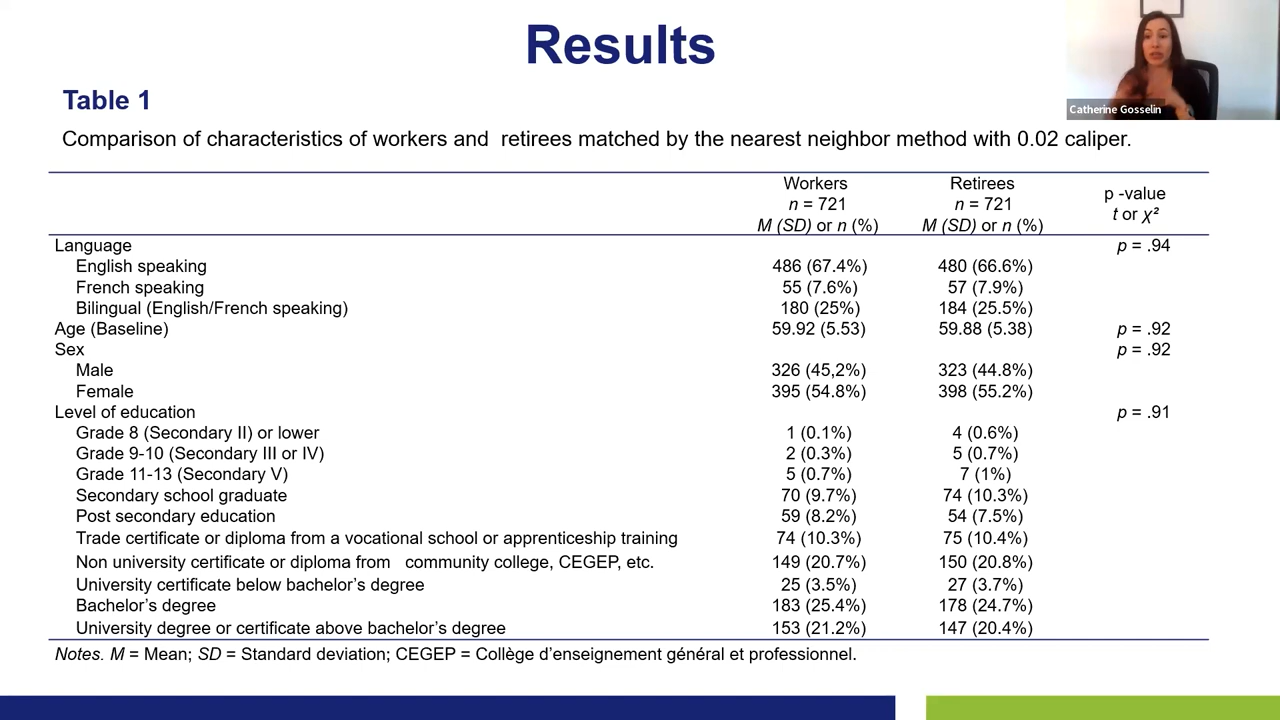 Results
Catherine Gosselin
Table 1
Comparison of characteristics of workers and retirees matched by the nearest neighbor method with 0.02 caliper.
Workers Retirees p -value
n = 721 n = 721 t or χ²
M (SD) or n (%) M (SD) or n (%)
Language p = .94
English speaking 486 (67.4%) 480 (66.6%)
French speaking 55 (7.6%) 57 (7.9%)
Bilingual (English/French speaking) 180 (25%) 184 (25.5%)
Age (Baseline) 59.92 (5.53) 59.88 (5.38) p = .92
Sex p = .92
Male 326 (45,2%) 323 (44.8%)
Female 395 (54.8%) 398 (55.2%)
Level of education p = .91
Grade 8 (Secondary II) or lower 1 (0.1%) 4 (0.6%)
Grade 9-10 (Secondary III or IV) 2 (0.3%) 5 (0.7%)
Grade 11-13 (Secondary V) 5 (0.7%) 7 (1%)
Secondary school graduate 70 (9.7%) 74 (10.3%)
Post secondary education 59 (8.2%) 54 (7.5%)
Trade certificate or diploma from a vocational school or apprenticeship training 74 (10.3%) 75 (10.4%)
Non university certificate or diploma from community college, CEGEP, etc. 149 (20.7%) 150 (20.8%)
University certificate below bachelor’s degree 25 (3.5%) 27 (3.7%)
Bachelor’s degree 183 (25.4%) 178 (24.7%)
University degree or certificate above bachelor’s degree 153 (21.2%) 147 (20.4%)
Notes. M = Mean; SD = Standard deviation; CEGEP = Collège d’enseignement général et professionnel.